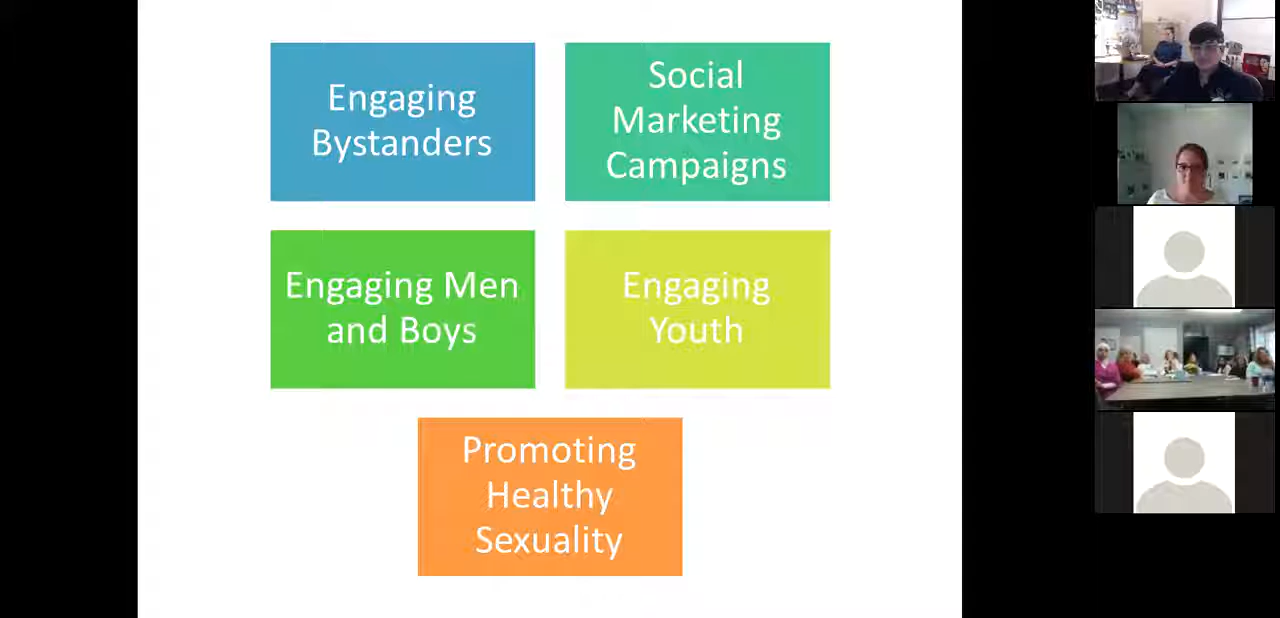 Engaging
Bystanders
Social
Marketing
Campaigns
Engaging Men
and Boys
Engaging
Youth
Promoting
Healthy
Sexuality